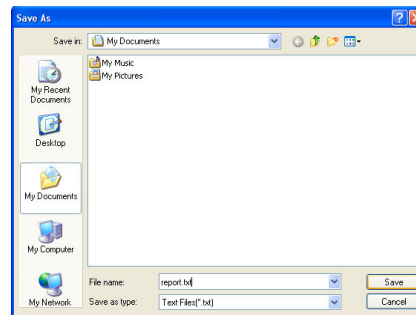 Save As
Save in: My Documents
My Music
My Pictures
My Recent
Documents
Desktop
My Documents
My Computer
My Network
File name: report.txt Save
Save as type: Text Files(*.txt) Cancel